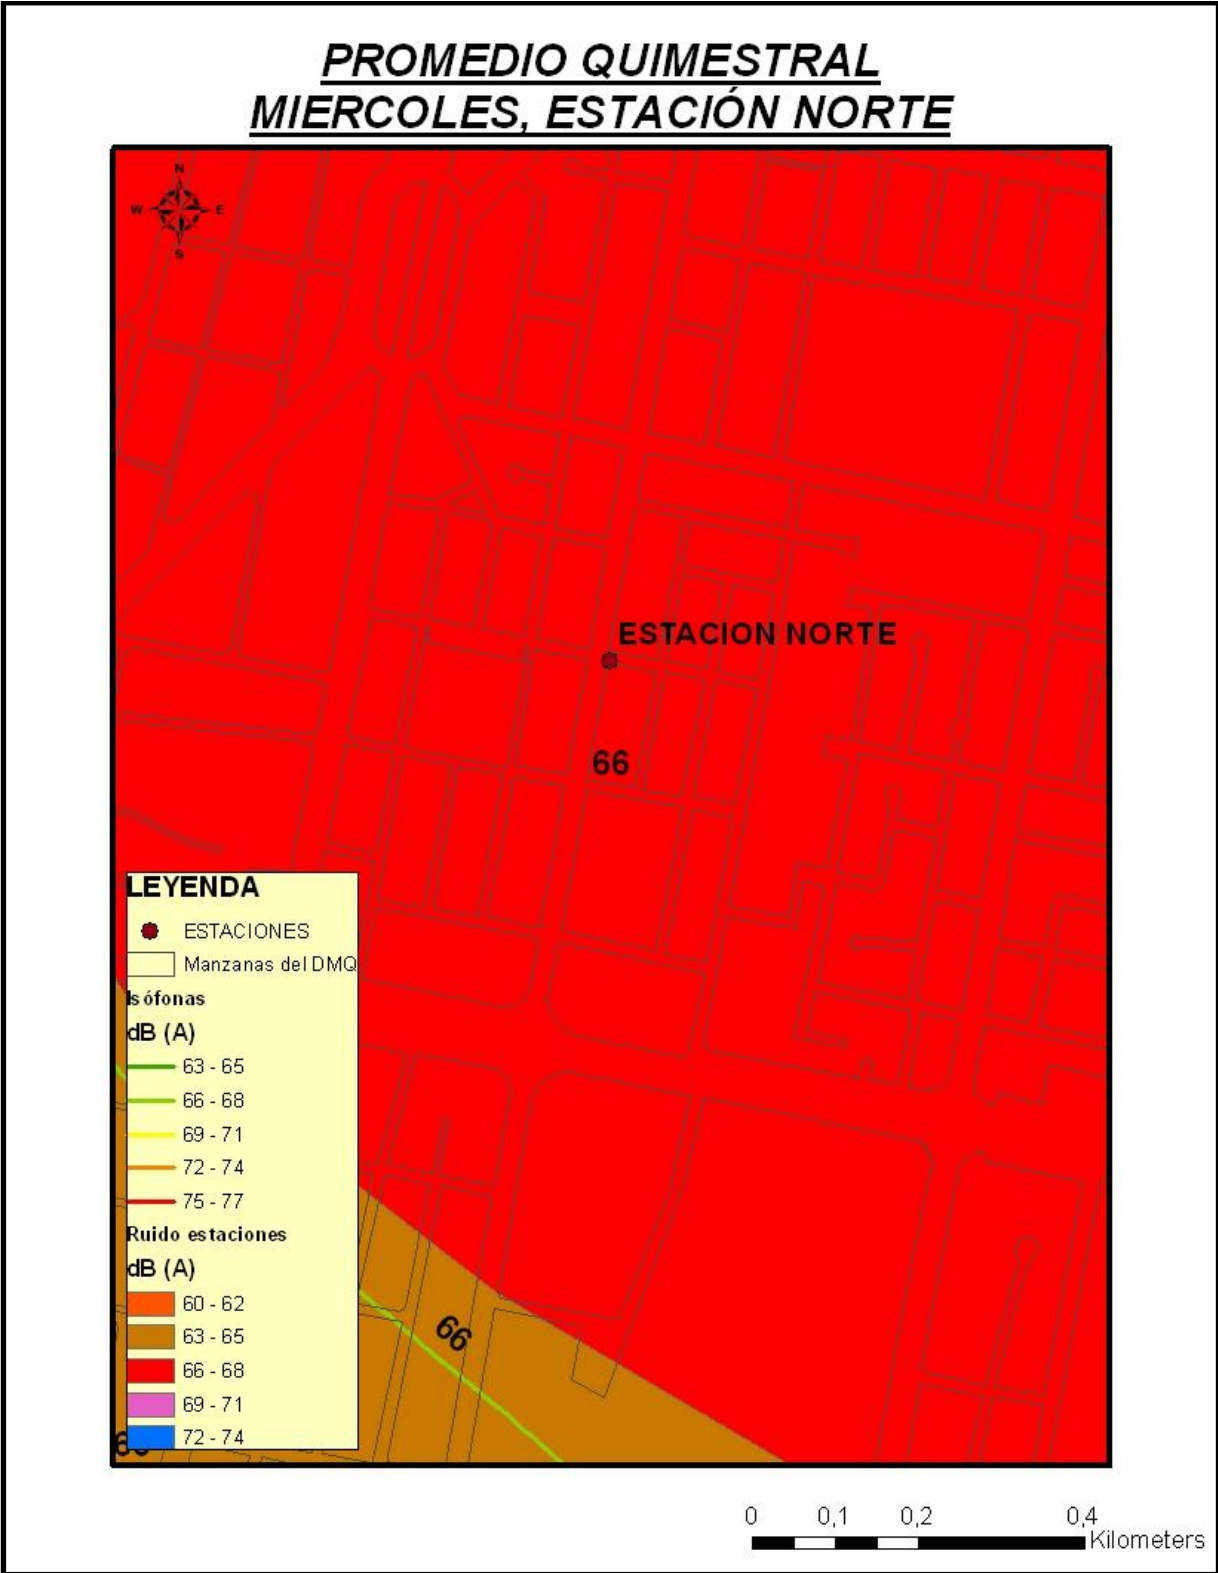 PROMEDIO QUIMESTRAL
MIERCOLES, ESTACIÓN NORTE
N
W E
S
ESTACION NORTE
66
LEYENDA
ESTACIONES
Manzanas del DMQ
Isófonas
dB (A)
63 - 65
66 - 68
69 - 71
72 - 74
75 - 77
Ruido estaciones
dB (A)
60 - 62
63 - 65
66 - 68
69 - 71
72 - 74
66
0 0,1 0,2 0,4
Kilometers